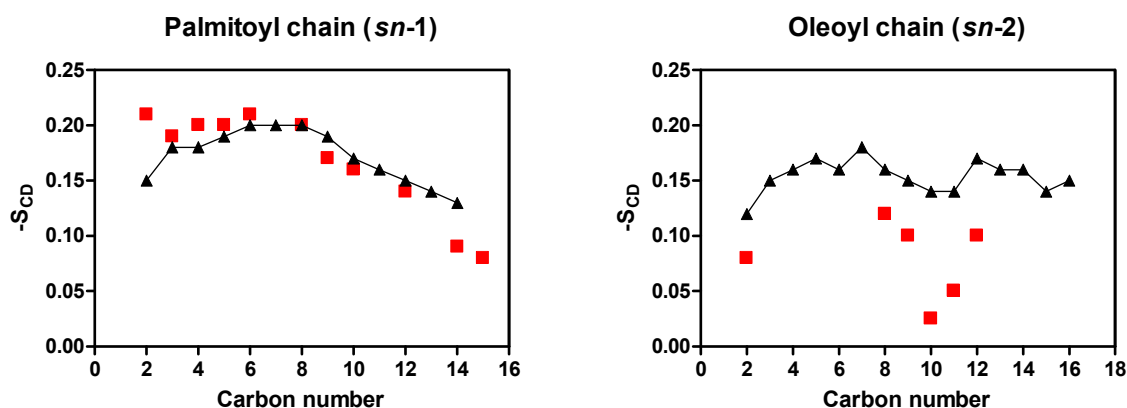 Palmitoyl chain (sn-1)
0.25
0.20
0.15
0.10
0.05
0.00
-SCD
0 2 4 6 8 10 12 14 16
Carbon number
Oleoyl chain (sn-2)
0.25
0.20
0.15
0.10
0.05
0.00
-SCD
0 2 4 6 8 10 12 14 16 18
Carbon number